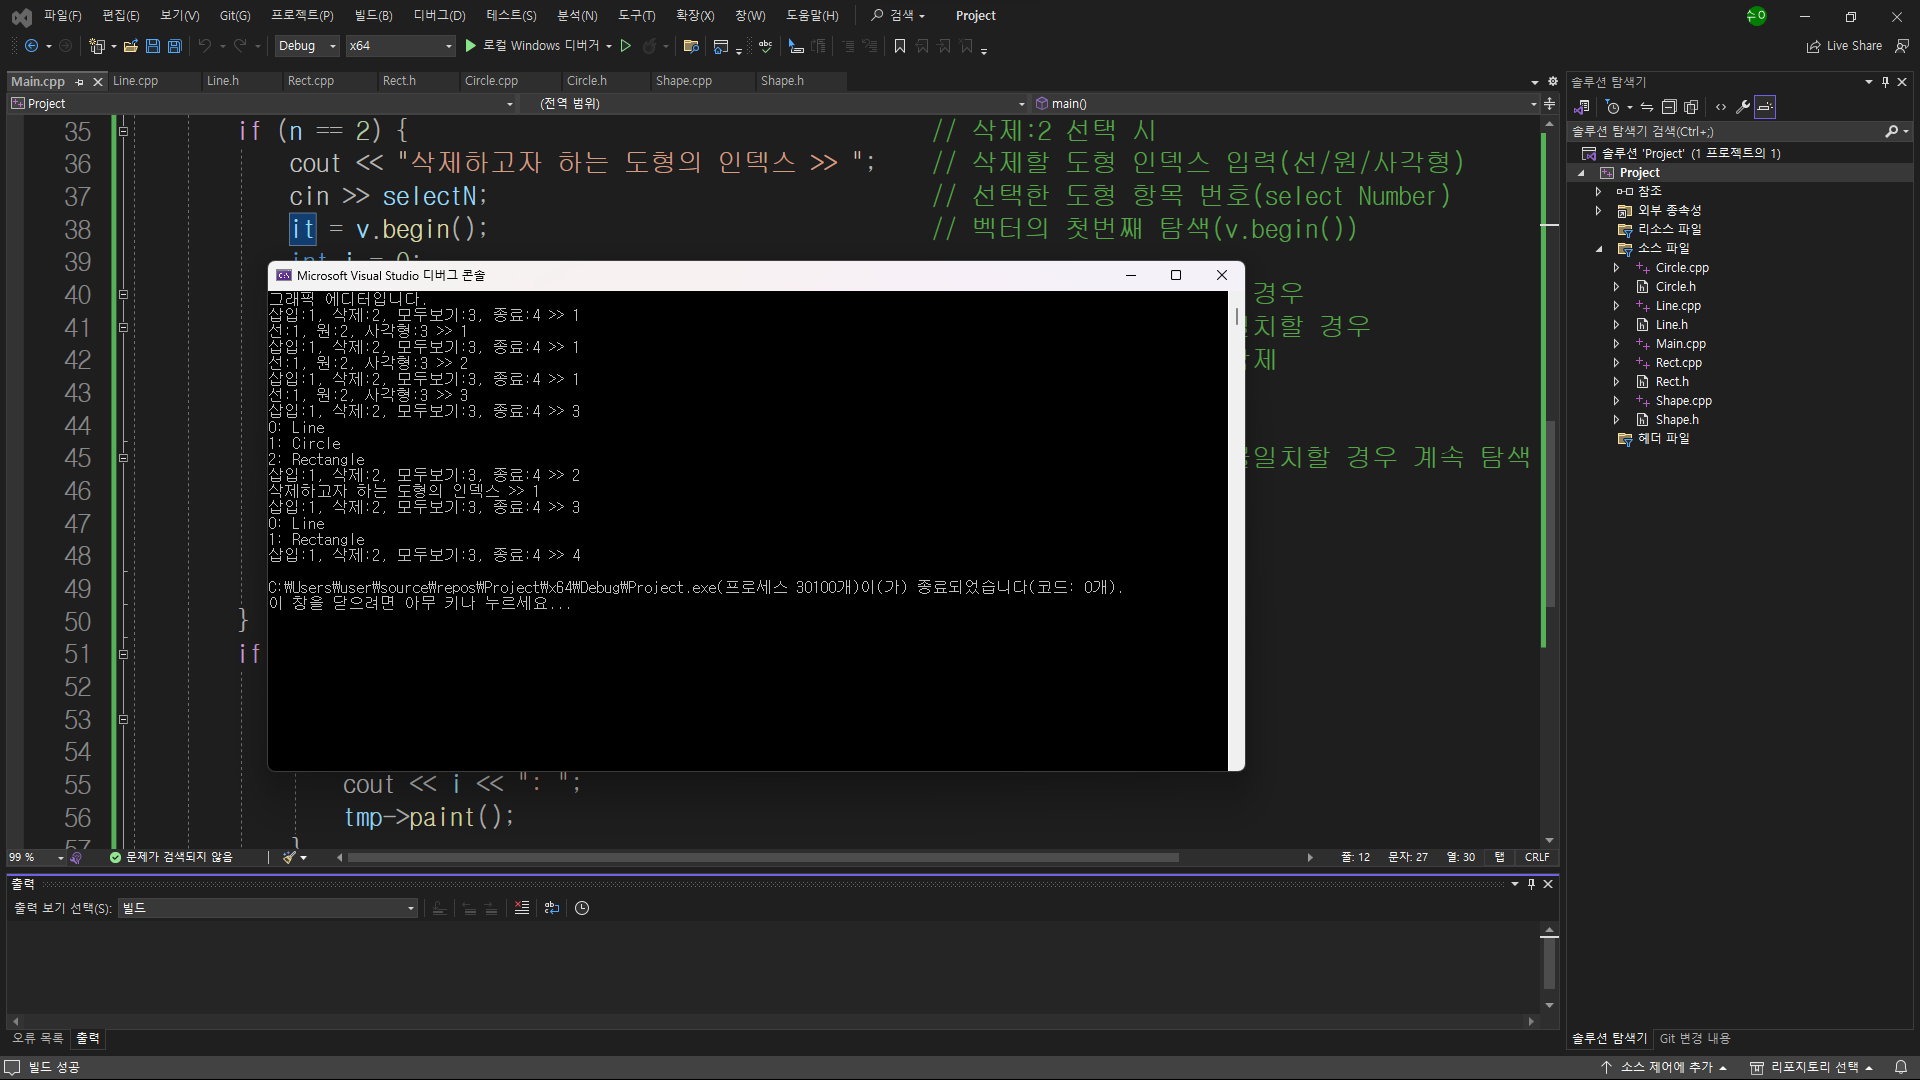 파일(F) 편집(E) 보기(V) Git(G) 프로젝트(P) 빌드(B) 디버그(D) 테스트(S) 분석(N) 도구(T) 확장(X) 창(W) 도움말(H) 검색 Project
Debug x64 로컬 Windows 디버거 Live Share
Main.cpp Line.cpp Line.h Rect.cpp Rect.h Circle.cpp Circle.h Shape.cpp Shape.h
Project (전역 범위) main()
35 if (n == 2) { // 삭제:2 선택 시
36 cout << "삭제하고자 하는 도형의 인덱스 >> "; // 삭제할 도형 인덱스 입력(선/원/사각형)
37 cin >> selectN; // 선택한 도형 항목 번호(select Number)
38 it = v.begin(); // 벡터의 첫번째 탐색(v.begin())
39
40 경우
41 치할 경우
42 제
43
44
45 일치할 경우 계속 탐색
46
47
48
49
50 }
51 if
52
53
54
55 cout << i << ": ";
56 tmp->paint();
57 }
Microsoft Visual Studio 디버그 콘솔
그래픽 에디터입니다.
삽입:1, 삭제:2, 모두보기:3, 종료:4 >> 1
선:1, 원:2, 사각형:3 >> 1
삽입:1, 삭제:2, 모두보기:3, 종료:4 >> 1
선:1, 원:2, 사각형:3 >> 2
삽입:1, 삭제:2, 모두보기:3, 종료:4 >> 1
선:1, 원:2, 사각형:3 >> 3
삽입:1, 삭제:2, 모두보기:3, 종료:4 >> 3
0: Line
1: Circle
2: Rectangle
삽입:1, 삭제:2, 모두보기:3, 종료:4 >> 2
삭제하고자 하는 도형의 인덱스 >> 1
삽입:1, 삭제:2, 모두보기:3, 종료:4 >> 3
0: Line
1: Rectangle
삽입:1, 삭제:2, 모두보기:3, 종료:4 >> 4
C:₩Users₩user₩source₩repos₩Project₩x64₩Debug₩Project.exe(프로세스 30100개)이(가) 종료되었습니다(코드: 0개).
이 창을 닫으려면 아무 키나 누르세요...
99 % 문제가 검색되지 않음 줄: 12 문자: 27 열: 30 탭 CRLF
출력
출력 보기 선택(S): 빌드
오류 목록 출력
솔루션 탐색기
솔루션 탐색기 검색(Ctrl+;)
솔루션 'Project' (1 프로젝트의 1)
Project
참조
외부 종속성
리소스 파일
소스 파일
Circle.cpp
Circle.h
Line.cpp
Line.h
Main.cpp
Rect.cpp
Rect.h
Shape.cpp
Shape.h
헤더 파일
솔루션 탐색기 Git 변경 내용
빌드 성공 소스 제어에 추가 리포지토리 선택